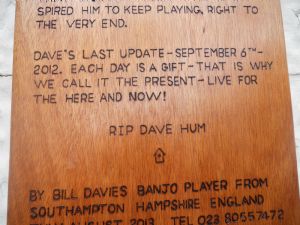 SPIRED HIM TO KEEP PLAYING, RIGHT TO
THE VERY END.
DAVE'S LAST UPDATE - SEPTEMBER 6TH -
2012. EACH DAY IS A GIFT - THAT IS WHY
WE CALL IT THE PRESENT - LIVE FOR
THE HERE AND NOW!
RIP DAVE HUM
BY BILL DAVIES BANJO PLAYER FROM
SOUTHAMPTON HAMPSHIRE ENGLAND
AUGUST 2013. TEL 023 80557472